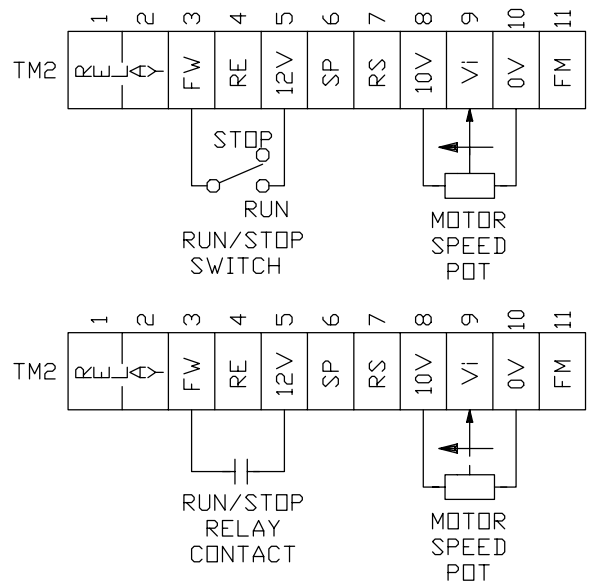 1 2 3 4 5 6 7 8 9 10 11
TM2 RELAY FW RE 12V SP RS 10V Vi 0V FM
STOP
RUN
RUN/STOP
SWITCH
MOTOR
SPEED
POT
1 2 3 4 5 6 7 8 9 10 11
TM2 RELAY FW RE 12V SP RS 10V Vi 0V FM
RUN/STOP
RELAY
CONTACT
MOTOR
SPEED
POT